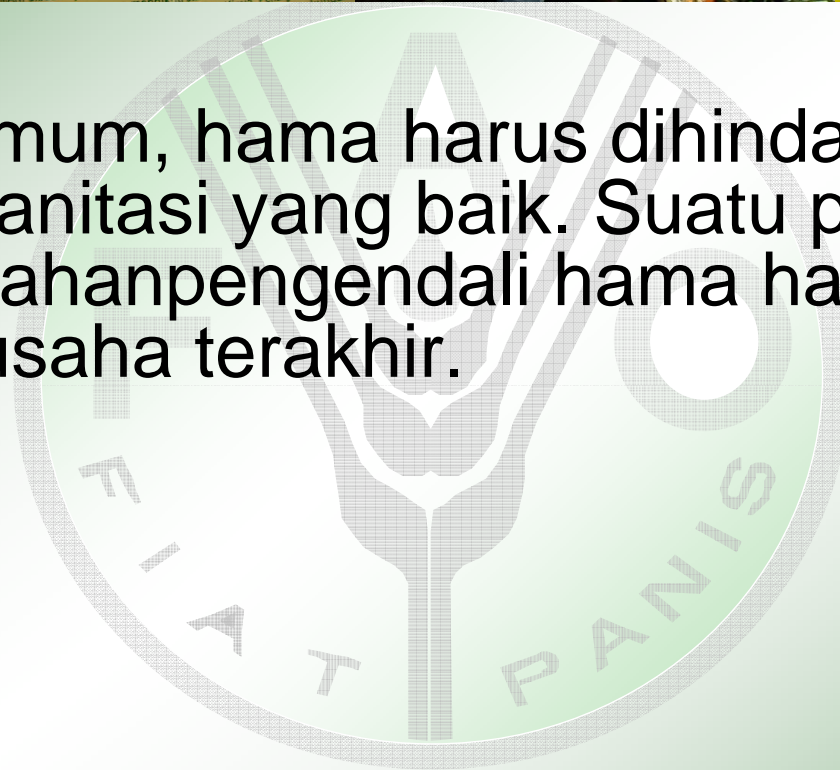 mum, hama harus dihinda
anitasi yang baik. Suatu p
ahanpengendali hama ha
usaha terakhir.
F A O
FIAT PANIS